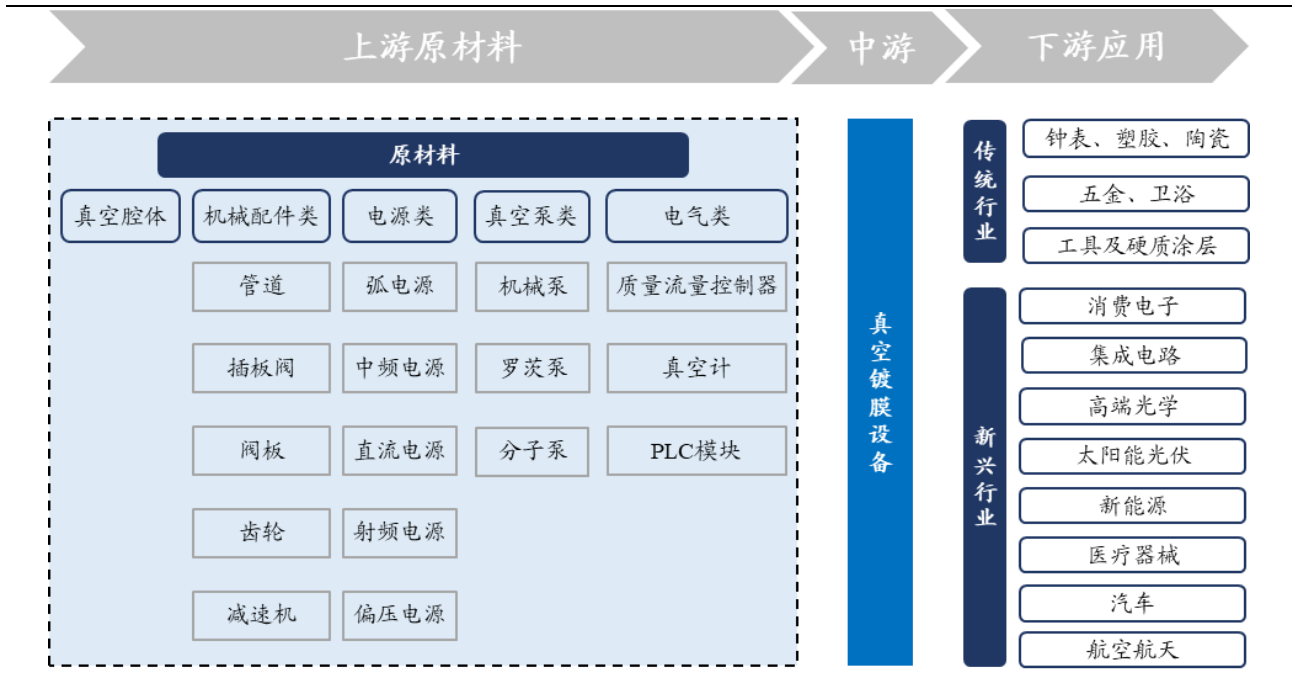 上游原材料
中游
下游应用
原材料
真空腔体
机械配件类
电源类
真空泵类
电气类
管道
弧电源
机械泵
质量流量控制器
插板阀
中频电源
罗茨泵
真空计
阀板
直流电源
分子泵
PLC模块
齿轮
射频电源
减速机
偏压电源
真空镀膜设备
传统行业
钟表、塑胶、陶瓷
五金、卫浴
工具及硬质涂层
新兴行业
消费电子
集成电路
高端光学
太阳能光伏
新能源
医疗器械
汽车
航空航天